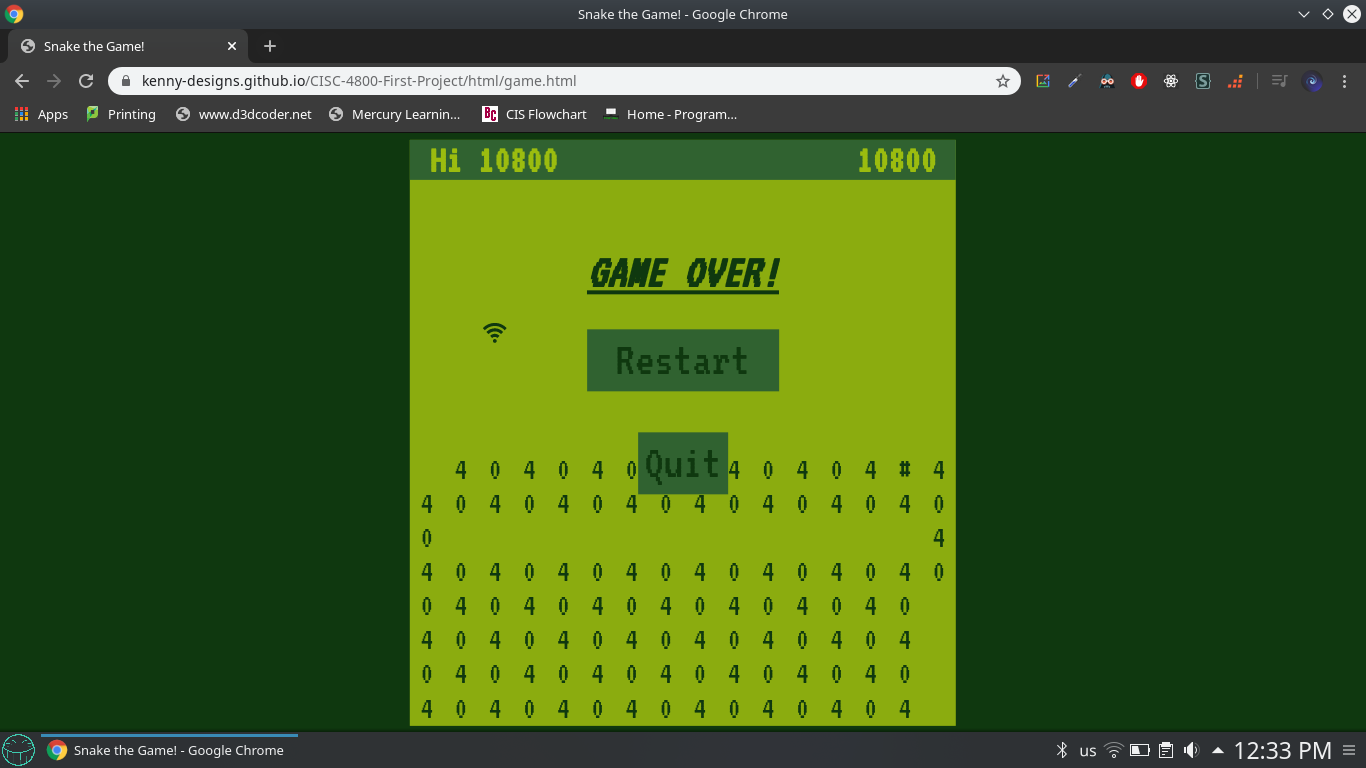 Snake the Game! - Google Chrome
Snake the Game!
kenny-designs.github.io/CISC-4800-First-Project/html/game.html
Apps Printing www.d3dcoder.net Mercury Learnin... BC CIS Flowchart Home - Program...
Hi 10800 10800
GAME OVER!
Restart
4 0 4 0 4 0 Quit 4 0 4 0 4 # 4
4 0 4 0 4 0 4 0 4 0 4 0 4 0 4 0
0 4
4 0 4 0 4 0 4 0 4 0 4 0 4 0 4 0
0 4 0 4 0 4 0 4 0 4 0 4 0 4 0
4 0 4 0 4 0 4 0 4 0 4 0 4 0 4
0 4 0 4 0 4 0 4 0 4 0 4 0 4 0
4 0 4 0 4 0 4 0 4 0 4 0 4 0 4
Snake the Game! - Google Chrome us 12:33 PM